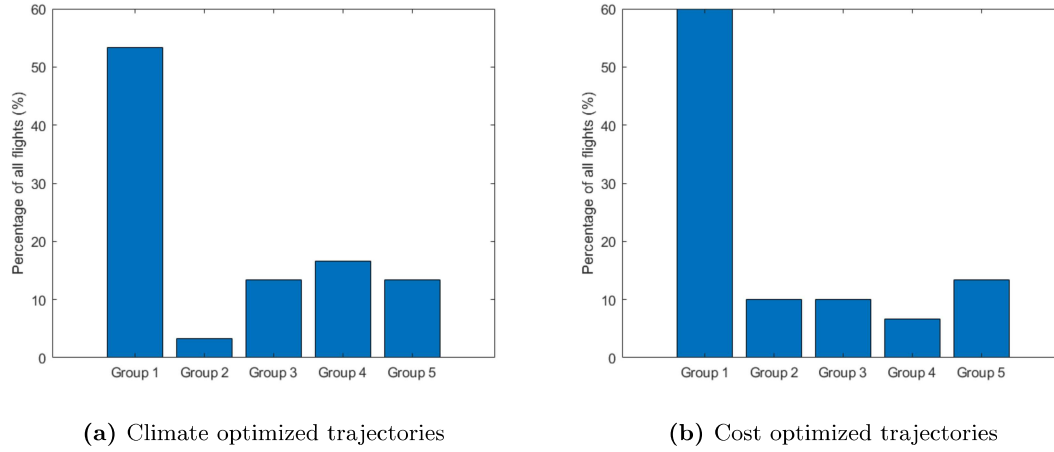 60
50
40
30
20
10
0
Percentage of all flights (%)
Group 1 Group 2 Group 3 Group 4 Group 5
(a) Climate optimized trajectories
60
50
40
30
20
10
0
Percentage of all flights (%)
Group 1 Group 2 Group 3 Group 4 Group 5
(b) Cost optimized trajectories